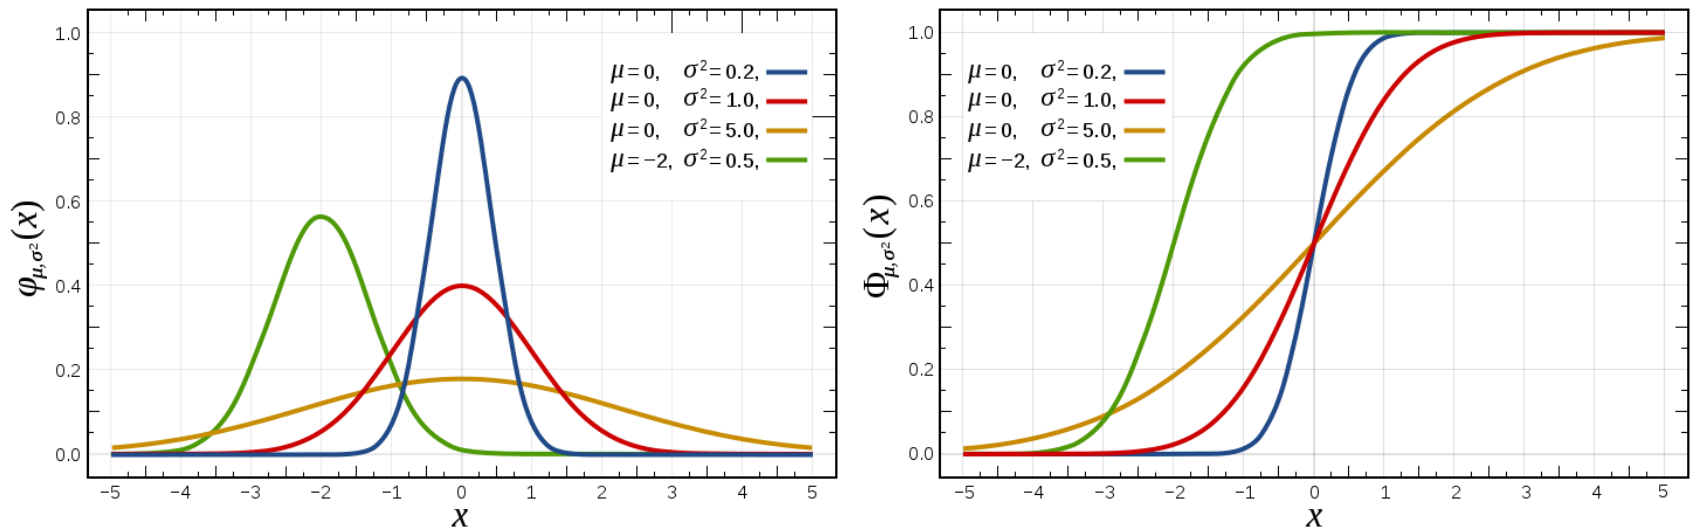 1.0
0.8
0.6
0.4
0.2
0.0
φμ,σ²(x)
μ=0, σ²=0.2,
μ=0, σ²=1.0,
μ=0, σ²=5.0,
μ=−2, σ²=0.5,
−5 −4 −3 −2 −1 0 1 2 3 4 5
x
1.0
0.8
0.6
0.4
0.2
0.0
Φμ,σ²(x)
μ=0, σ²=0.2,
μ=0, σ²=1.0,
μ=0, σ²=5.0,
μ=−2, σ²=0.5,
−5 −4 −3 −2 −1 0 1 2 3 4 5
x